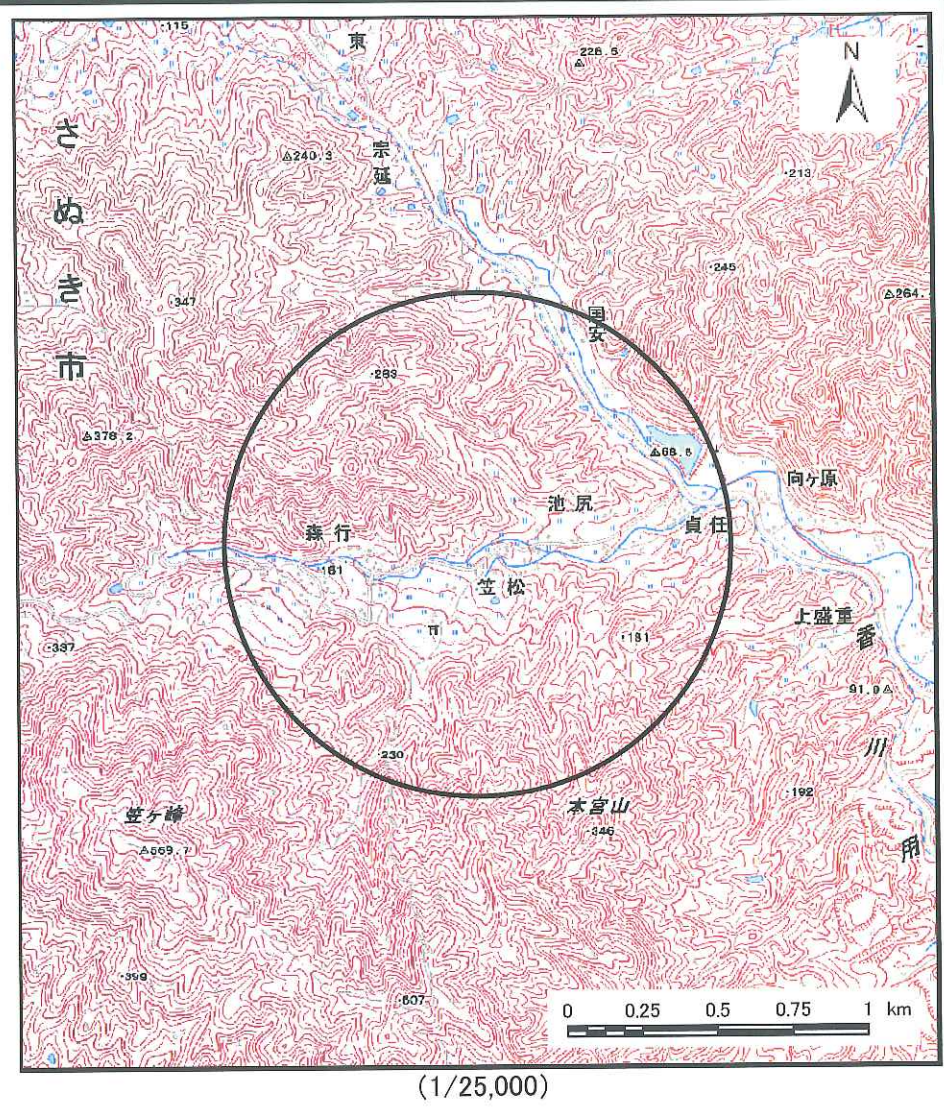 ・115
東
226.5
N
さぬき市
240.3
宗延
・213
・245
264.
・347
国安
・283
378.2
68.6
向ヶ原
池尻
貞任
森行
・161
笠松
上盛重
・181
・337
91.0
香川用
・230
本宮山
・346
・192
笠ヶ峰
559.7
・399
・607
0 0.25 0.5 0.75 1 km
(1/25,000)